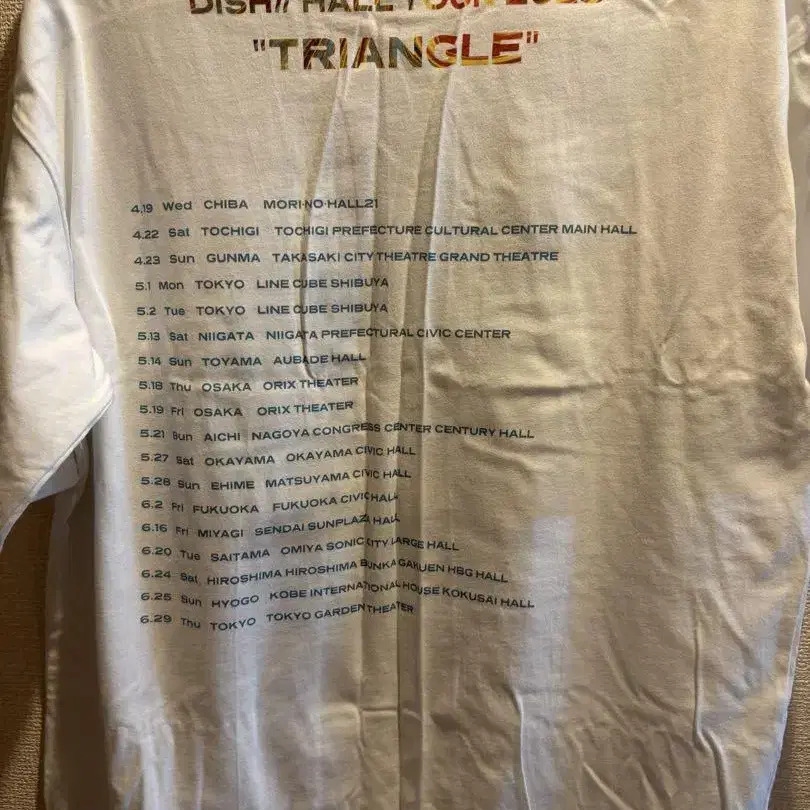 DISH// HALL TOUR 2023
"TRIANGLE"
4.19 Wed CHIBA MORI·NO·HALL21
4.22 Sat TOCHIGI TOCHIGI PREFECTURE CULTURAL CENTER MAIN HALL
4.23 Sun GUNMA TAKASAKI CITY THEATRE GRAND THEATRE
5.1 Mon TOKYO LINE CUBE SHIBUYA
5.2 Tue TOKYO LINE CUBE SHIBUYA
5.13 Sat NIIGATA NIIGATA PREFECTURAL CIVIC CENTER
5.14 Sun TOYAMA AUBADE HALL
5.18 Thu OSAKA ORIX THEATER
5.19 Fri OSAKA ORIX THEATER
5.21 Sun AICHI NAGOYA CONGRESS CENTER CENTURY HALL
5.27 Sat OKAYAMA OKAYAMA CIVIC HALL
5.28 Sun EHIME MATSUYAMA CIVIC HALL
6.2 Fri FUKUOKA FUKUOKA CIVIC HALL
6.16 Fri MIYAGI SENDAI SUNPLAZA HALL
6.20 Tue SAITAMA OMIYA SONIC CITY LARGE HALL
6.24 Sat HIROSHIMA HIROSHIMA BUNKA GAKUEN HBG HALL
6.25 Sun HYOGO KOBE INTERNATIONAL HOUSE KOKUSAI HALL
6.29 Thu TOKYO TOKYO GARDEN THEATER